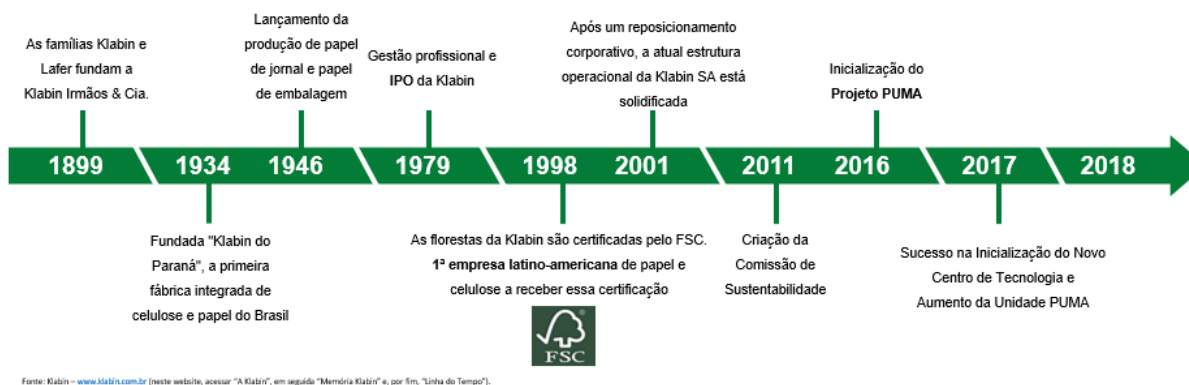 As famílias Klabin e
Lafer fundam a
Klabin Irmãos & Cia.
Lançamento da
produção de papel
de jornal e papel
de embalagem
Gestão profissional e
IPO da Klabin
Após um reposicionamento
corporativo, a atual estrutura
operacional da Klabin SA está
solidificada
Inicialização do
Projeto PUMA
1899
1934
1946
1979
1998
2001
2011
2016
2017
2018
Fundada "Klabin do
Paraná", a primeira
fábrica integrada de
celulose e papel do Brasil
As florestas da Klabin são certificadas pelo FSC.
1ª empresa latino-americana de papel e
celulose a receber essa certificação
FSC
Criação da
Comissão de
Sustentabilidade
Sucesso na Inicialização do Novo
Centro de Tecnologia e
Aumento da Unidade PUMA
Fonte: Klabin – www.klabin.com.br (neste website, acessar "A Klabin", em seguida "Memória Klabin" e, por fim, "Linha do Tempo").